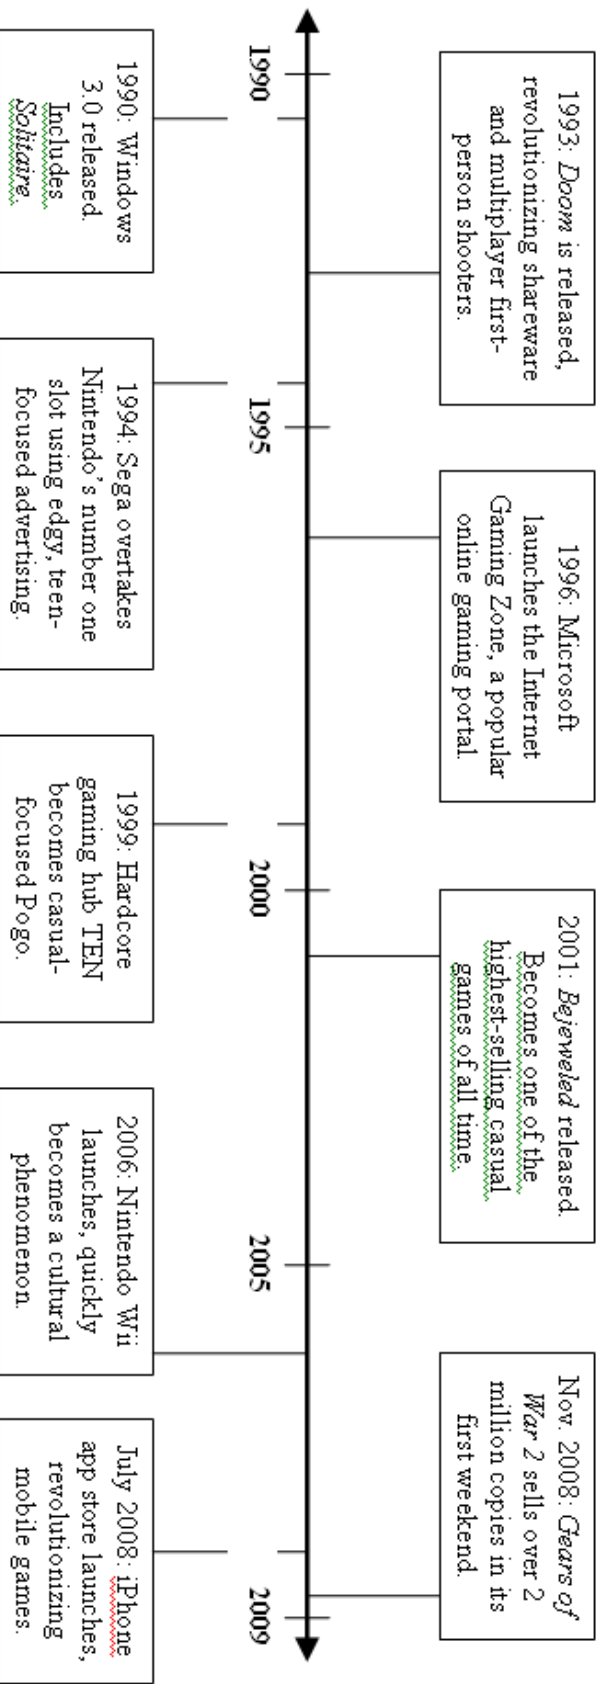 1993: Doom is released,
revolutionizing shareware
and multiplayer first-
person shooters.
1996: Microsoft
launches the Internet
Gaming Zone, a popular
online gaming portal.
2001: Bejeweled released.
Becomes one of the
highest-selling casual
games of all time.
Nov. 2008: Gears of
War 2 sells over 2
million copies in its
first weekend.
1990
1995
2000
2005
2009
1990: Windows
3.0 released.
Includes
Solitaire.
1994: Sega overtakes
Nintendo's number one
slot using edgy, teen-
focused advertising.
1999: Hardcore
gaming hub TEN
becomes casual-
focused Pogo.
2006: Nintendo Wii
launches, quickly
becomes a cultural
phenomenon.
July 2008: iPhone
app store launches,
revolutionizing
mobile games.